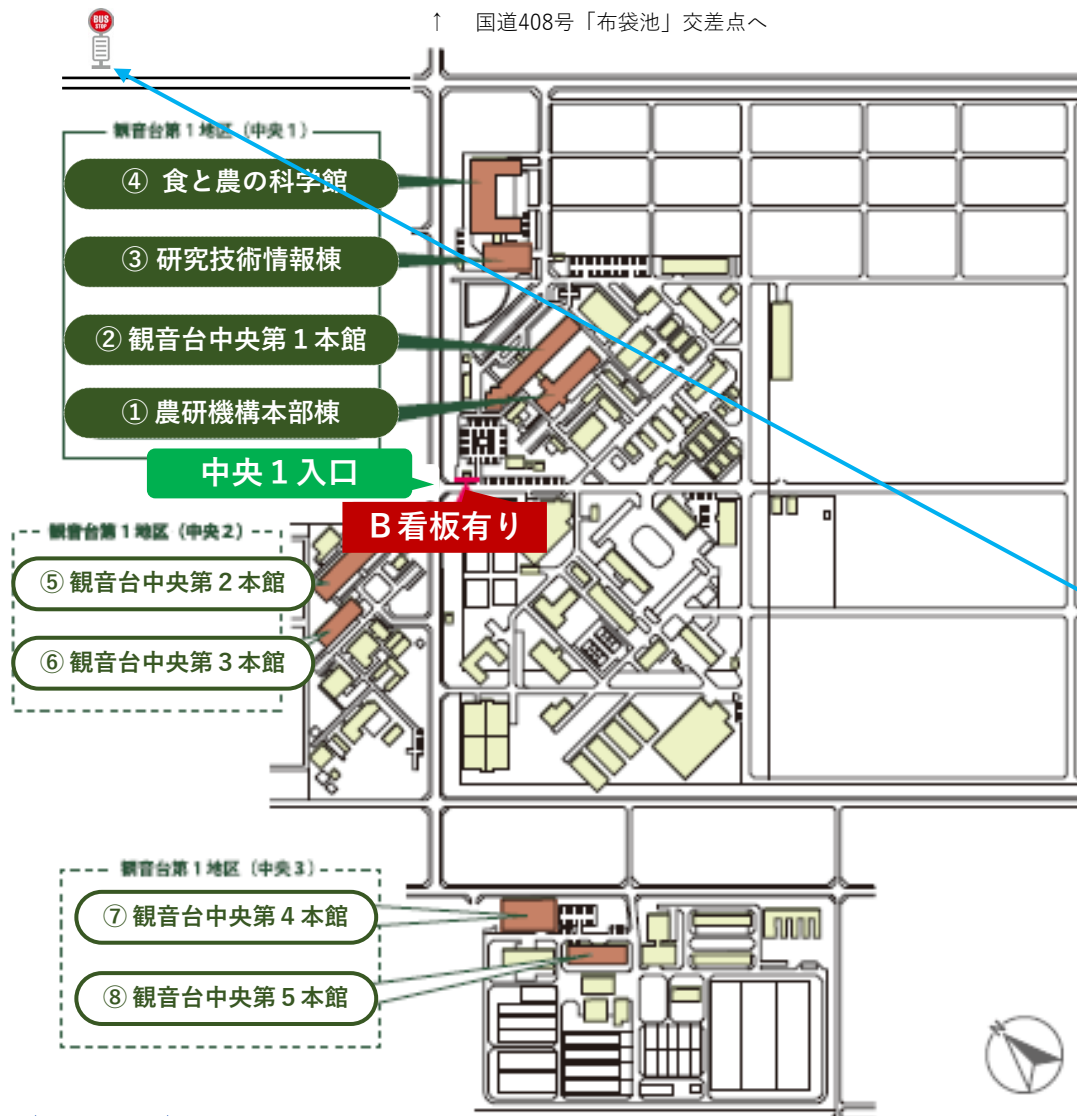 BUS
STOP
↑　国道408号「布袋池」交差点へ
観音台第1地区（中央1）
④ 食と農の科学館
③ 研究技術情報棟
② 観音台中央第1本館
① 農研機構本部棟
中央1入口
B看板有り
観音台第1地区（中央2）
⑤ 観音台中央第2本館
⑥ 観音台中央第3本館
観音台第1地区（中央3）
⑦ 観音台中央第4本館
⑧ 観音台中央第5本館
N